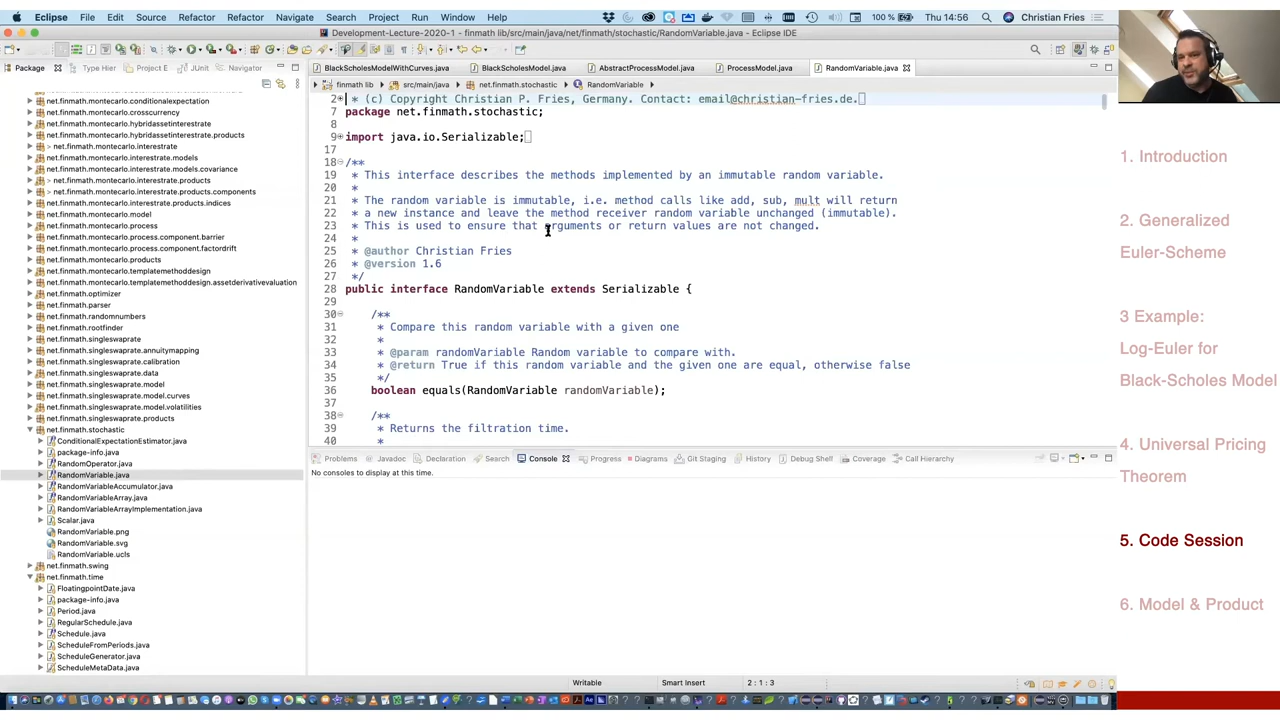 Eclipse File Edit Source Refactor Refactor Navigate Search Project Run Window Help
100 % Thu 14:56 Christian Fries
Development-Lecture-2020-1 - finmath lib/src/main/java/net/finmath/stochastic/RandomVariable.java - Eclipse IDE
Package Type Hier Project E JUnit Navigator
BlackScholesModelWithCurves.java BlackScholesModel.java AbstractProcessModel.java ProcessModel.java RandomVariable.java
finmath lib src/main/java net.finmath.stochastic RandomVariable
net.finmath.montecarlo.conditionalexpectation
net.finmath.montecarlo.crosscurrency
net.finmath.montecarlo.hybridassetinterestrate
net.finmath.montecarlo.hybridassetinterestrate.products
> net.finmath.montecarlo.interestrate
net.finmath.montecarlo.interestrate.models
net.finmath.montecarlo.interestrate.models.covariance
> net.finmath.montecarlo.interestrate.products
> net.finmath.montecarlo.interestrate.products.components
net.finmath.montecarlo.interestrate.products.indices
net.finmath.montecarlo.model
net.finmath.montecarlo.process
net.finmath.montecarlo.process.component.barrier
net.finmath.montecarlo.process.component.factordrift
net.finmath.montecarlo.products
net.finmath.montecarlo.templatemethoddesign
net.finmath.montecarlo.templatemethoddesign.assetderivativevaluation
net.finmath.optimizer
net.finmath.parser
net.finmath.randomnumbers
net.finmath.rootfinder
net.finmath.singleswaprate
net.finmath.singleswaprate.annuitymapping
net.finmath.singleswaprate.calibration
net.finmath.singleswaprate.data
net.finmath.singleswaprate.model
net.finmath.singleswaprate.model.curves
net.finmath.singleswaprate.model.volatilities
net.finmath.singleswaprate.products
net.finmath.stochastic
ConditionalExpectationEstimator.java
package-info.java
RandomOperator.java
RandomVariable.java
RandomVariableAccumulator.java
RandomVariableArray.java
RandomVariableArrayImplementation.java
Scalar.java
RandomVariable.png
RandomVariable.svg
RandomVariable.ucls
net.finmath.swing
net.finmath.time
FloatingpointDate.java
package-info.java
Period.java
RegularSchedule.java
Schedule.java
ScheduleFromPeriods.java
ScheduleGenerator.java
ScheduleMetaData.java
2 * (c) Copyright Christian P. Fries, Germany. Contact: email@christian-fries.de.
7 package net.finmath.stochastic;
8
9 import java.io.Serializable;
17
18 /**
19 * This interface describes the methods implemented by an immutable random variable.
20 *
21 * The random variable is immutable, i.e. method calls like add, sub, mult will return
22 * a new instance and leave the method receiver random variable unchanged (immutable).
23 * This is used to ensure that arguments or return values are not changed.
24 *
25 * @author Christian Fries
26 * @version 1.6
27 */
28 public interface RandomVariable extends Serializable {
29
30 /**
31 * Compare this random variable with a given one
32 *
33 * @param randomVariable Random variable to compare with.
34 * @return True if this random variable and the given one are equal, otherwise false
35 */
36 boolean equals(RandomVariable randomVariable);
37
38 /**
39 * Returns the filtration time.
40 *
Problems Javadoc Declaration Search Console Progress Diagrams Git Staging History Debug Shell Coverage Call Hierarchy
No consoles to display at this time.
Writable Smart Insert 2 : 1 : 3
1. Introduction
2. Generalized
Euler-Scheme
3 Example:
Log-Euler for
Black-Scholes Model
4. Universal Pricing
Theorem
5. Code Session
6. Model & Product